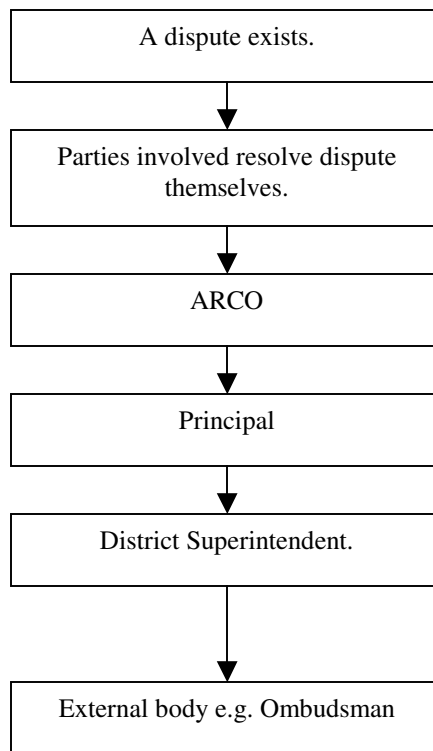 A dispute exists.
Parties involved resolve dispute
themselves.
ARCO
Principal
District Superintendent.
External body e.g. Ombudsman